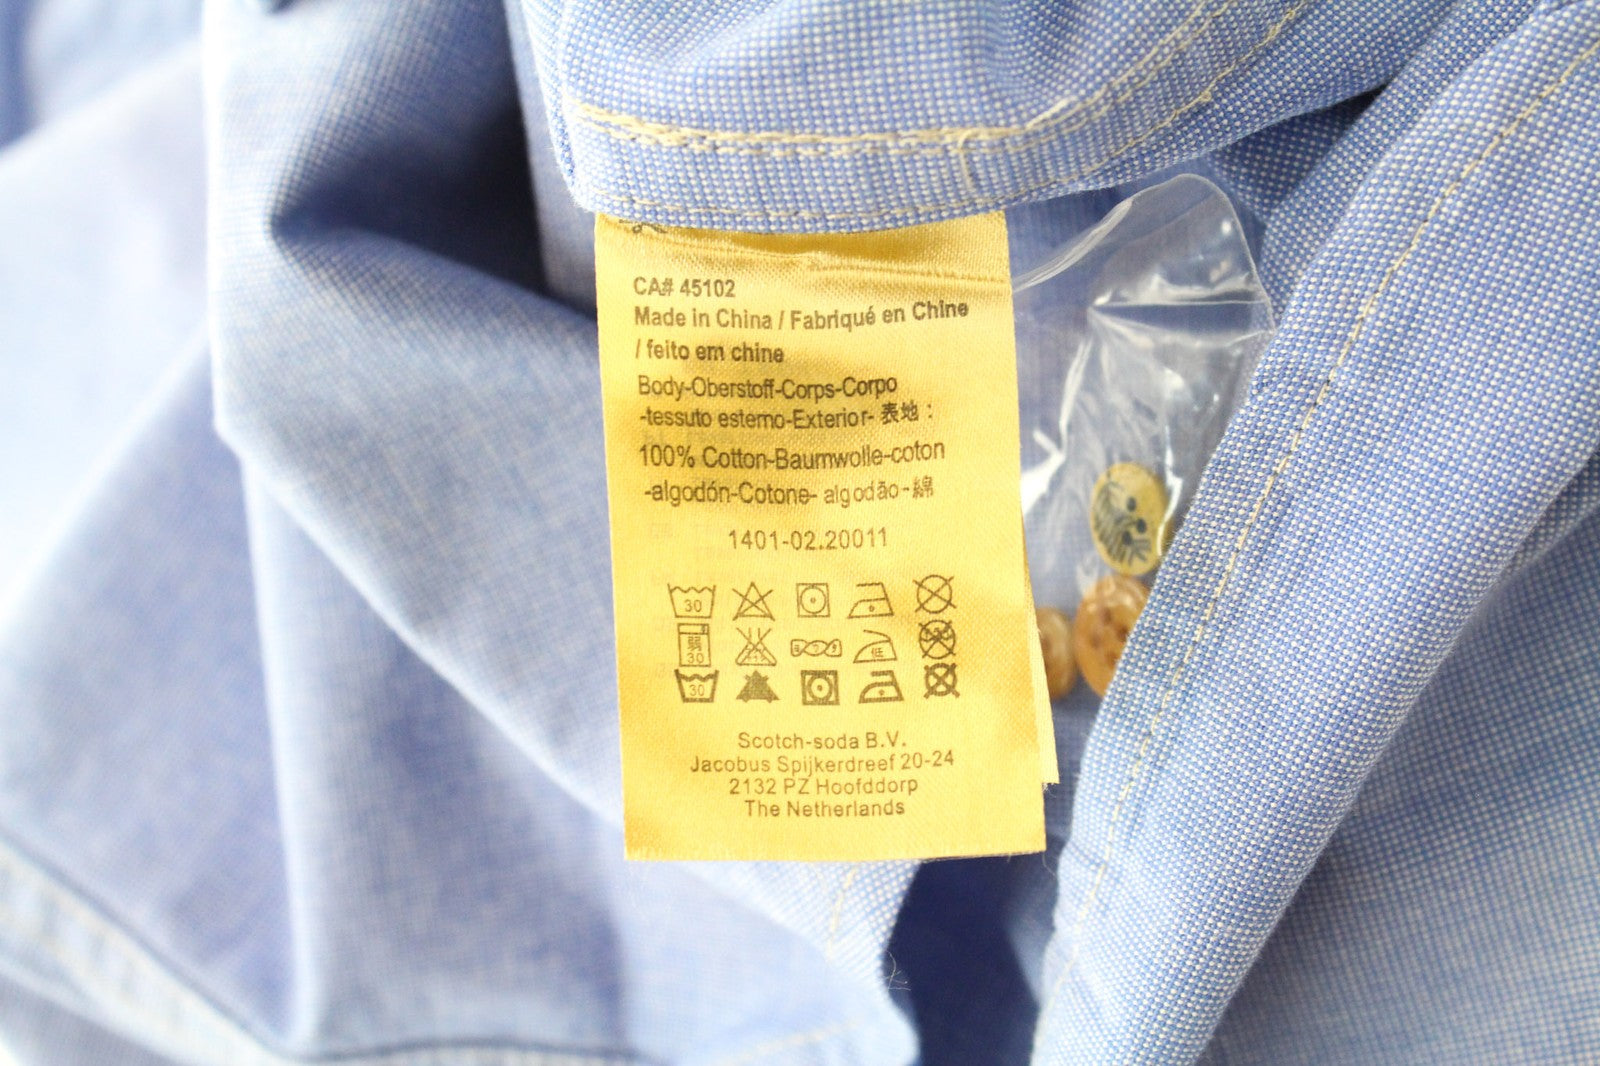 CA# 45102
Made in China / Fabriqué en Chine
/ feito em chine
Body-Oberstoff-Corps-Corpo
-tessuto esterno-Exterior- 表地 :
100% Cotton-Baumwolle-coton
-algodón-Cotone- algodão-綿
1401-02.20011
30
弱 30 低
30
Scotch-soda B.V.
Jacobus Spijkerdreef 20-24
2132 PZ Hoofddorp
The Netherlands